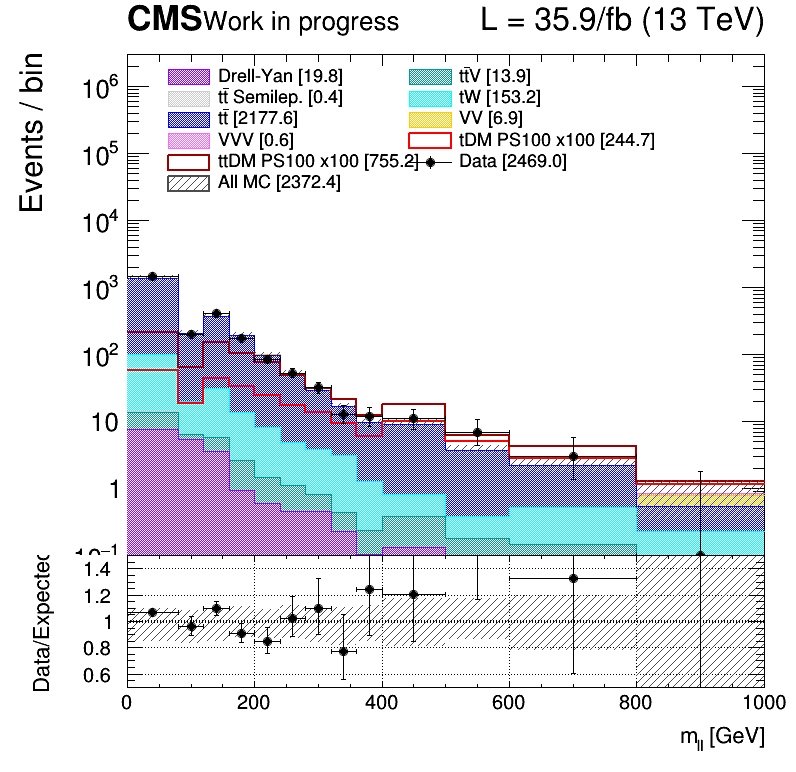 CMS Work in progress L = 35.9/fb (13 TeV)
Events / bin
Drell-Yan [19.8] tt̄V [13.9]
tt̄ Semilep. [0.4] tW [153.2]
tt̄ [2177.6] VV [6.9]
VVV [0.6] tDM PS100 x100 [244.7]
ttDM PS100 x100 [755.2] Data [2469.0]
All MC [2372.4]
10⁶
10⁵
10⁴
10³
10²
10
1
10⁻¹
Data/Expected
1.4
1.2
1
0.8
0.6
0 200 400 600 800 1000
m_ll [GeV]